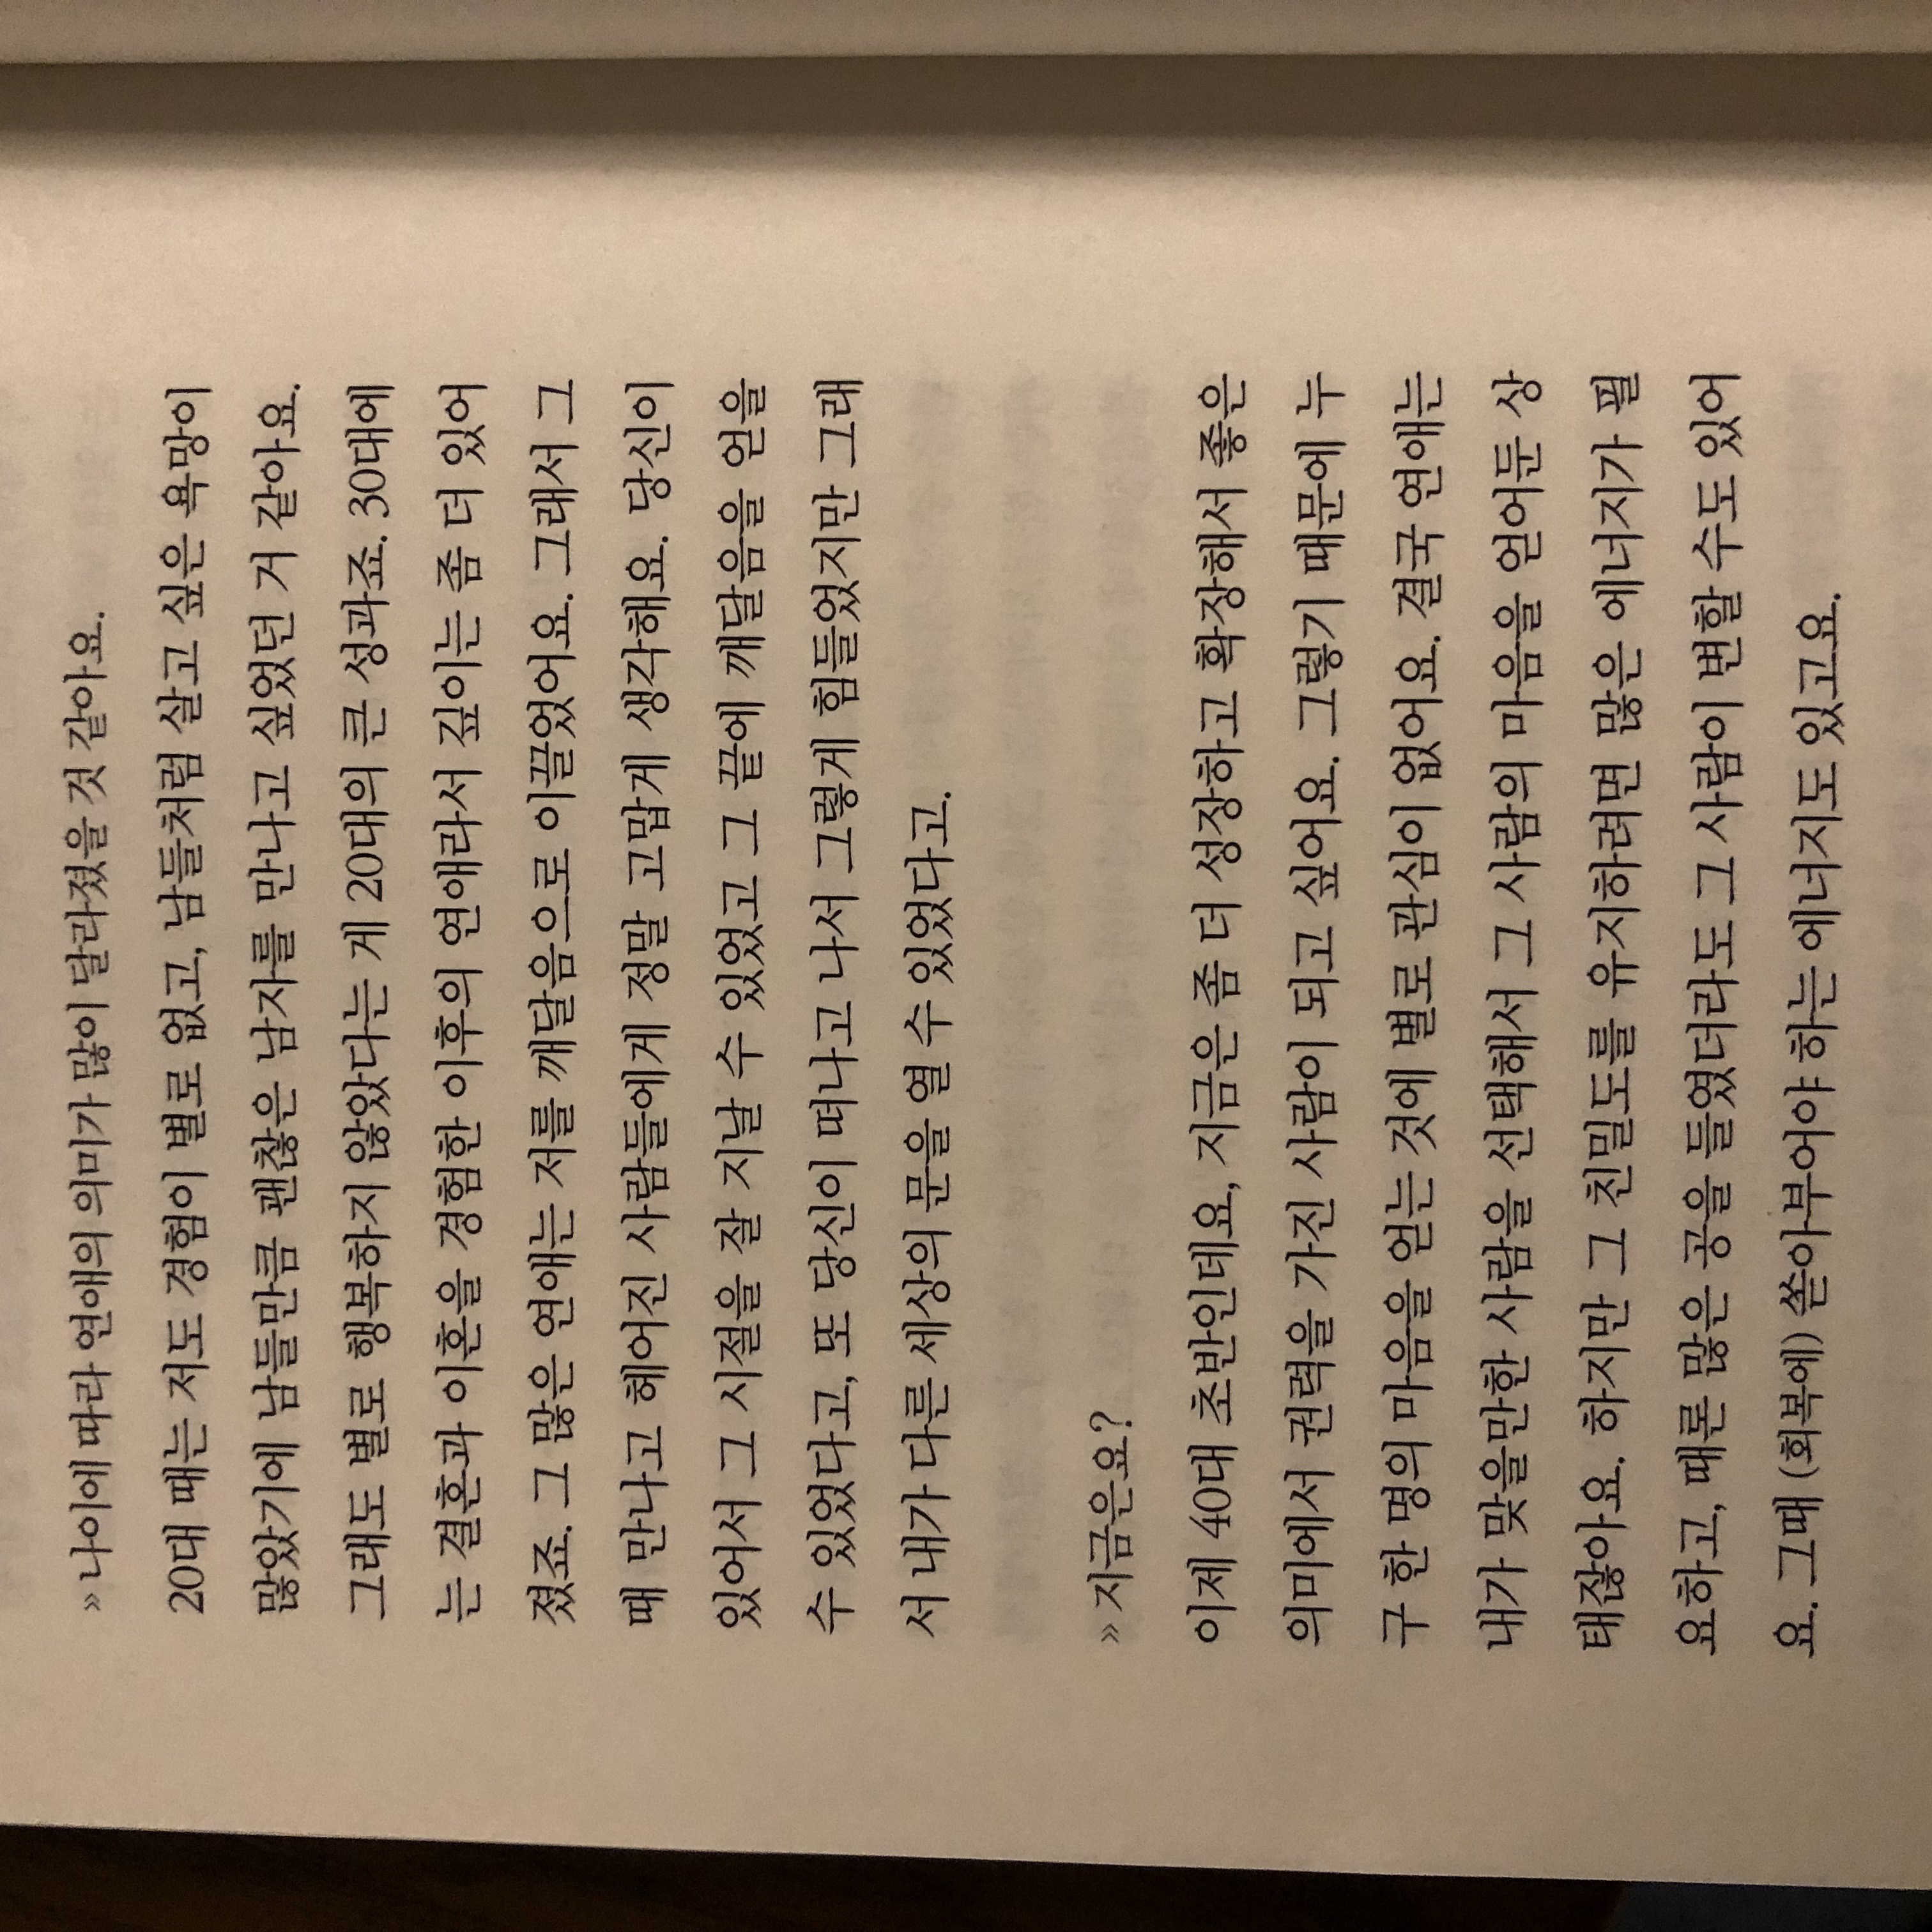 » 나이에 따라 연애의 의미가 많이 달라졌을 것 같아요.
20대 때는 저도 경험이 별로 없고, 남들처럼 살고 싶은 욕망이
많았기에 남들만큼 괜찮은 남자를 만나고 싶었던 거 같아요.
그래도 별로 행복하지 않았다는 게 20대의 큰 성과죠. 30대에
는 결혼과 이혼을 경험한 이후의 연애라서 깊이는 좀 더 있어
졌죠. 그 많은 연애는 저를 깨달음으로 이끌었어요. 그래서 그
때 만나고 헤어진 사람들에게 정말 고맙게 생각해요. 당신이
있어서 그 시절을 잘 지날 수 있었고 그 끝에 깨달음을 얻을
수 있었다고, 또 당신이 떠나고 나서 그렇게 힘들었지만 그래
서 내가 다른 세상의 문을 열 수 있었다고.
» 지금은요?
이제 40대 초반인데요, 지금은 좀 더 성장하고 확장해서 좋은
의미에서 권력을 가진 사람이 되고 싶어요. 그렇기 때문에 누
구 한 명의 마음을 얻는 것에 별로 관심이 없어요. 결국 연애는
내가 맞을만한 사람을 선택해서 그 사람의 마음을 얻어둔 상
태잖아요. 하지만 그 친밀도를 유지하려면 많은 에너지가 필
요하고, 때론 많은 공을 들였더라도 그 사람이 변할 수도 있어
요. 그때 (회복에) 쏟아부어야 하는 에너지도 있고요.